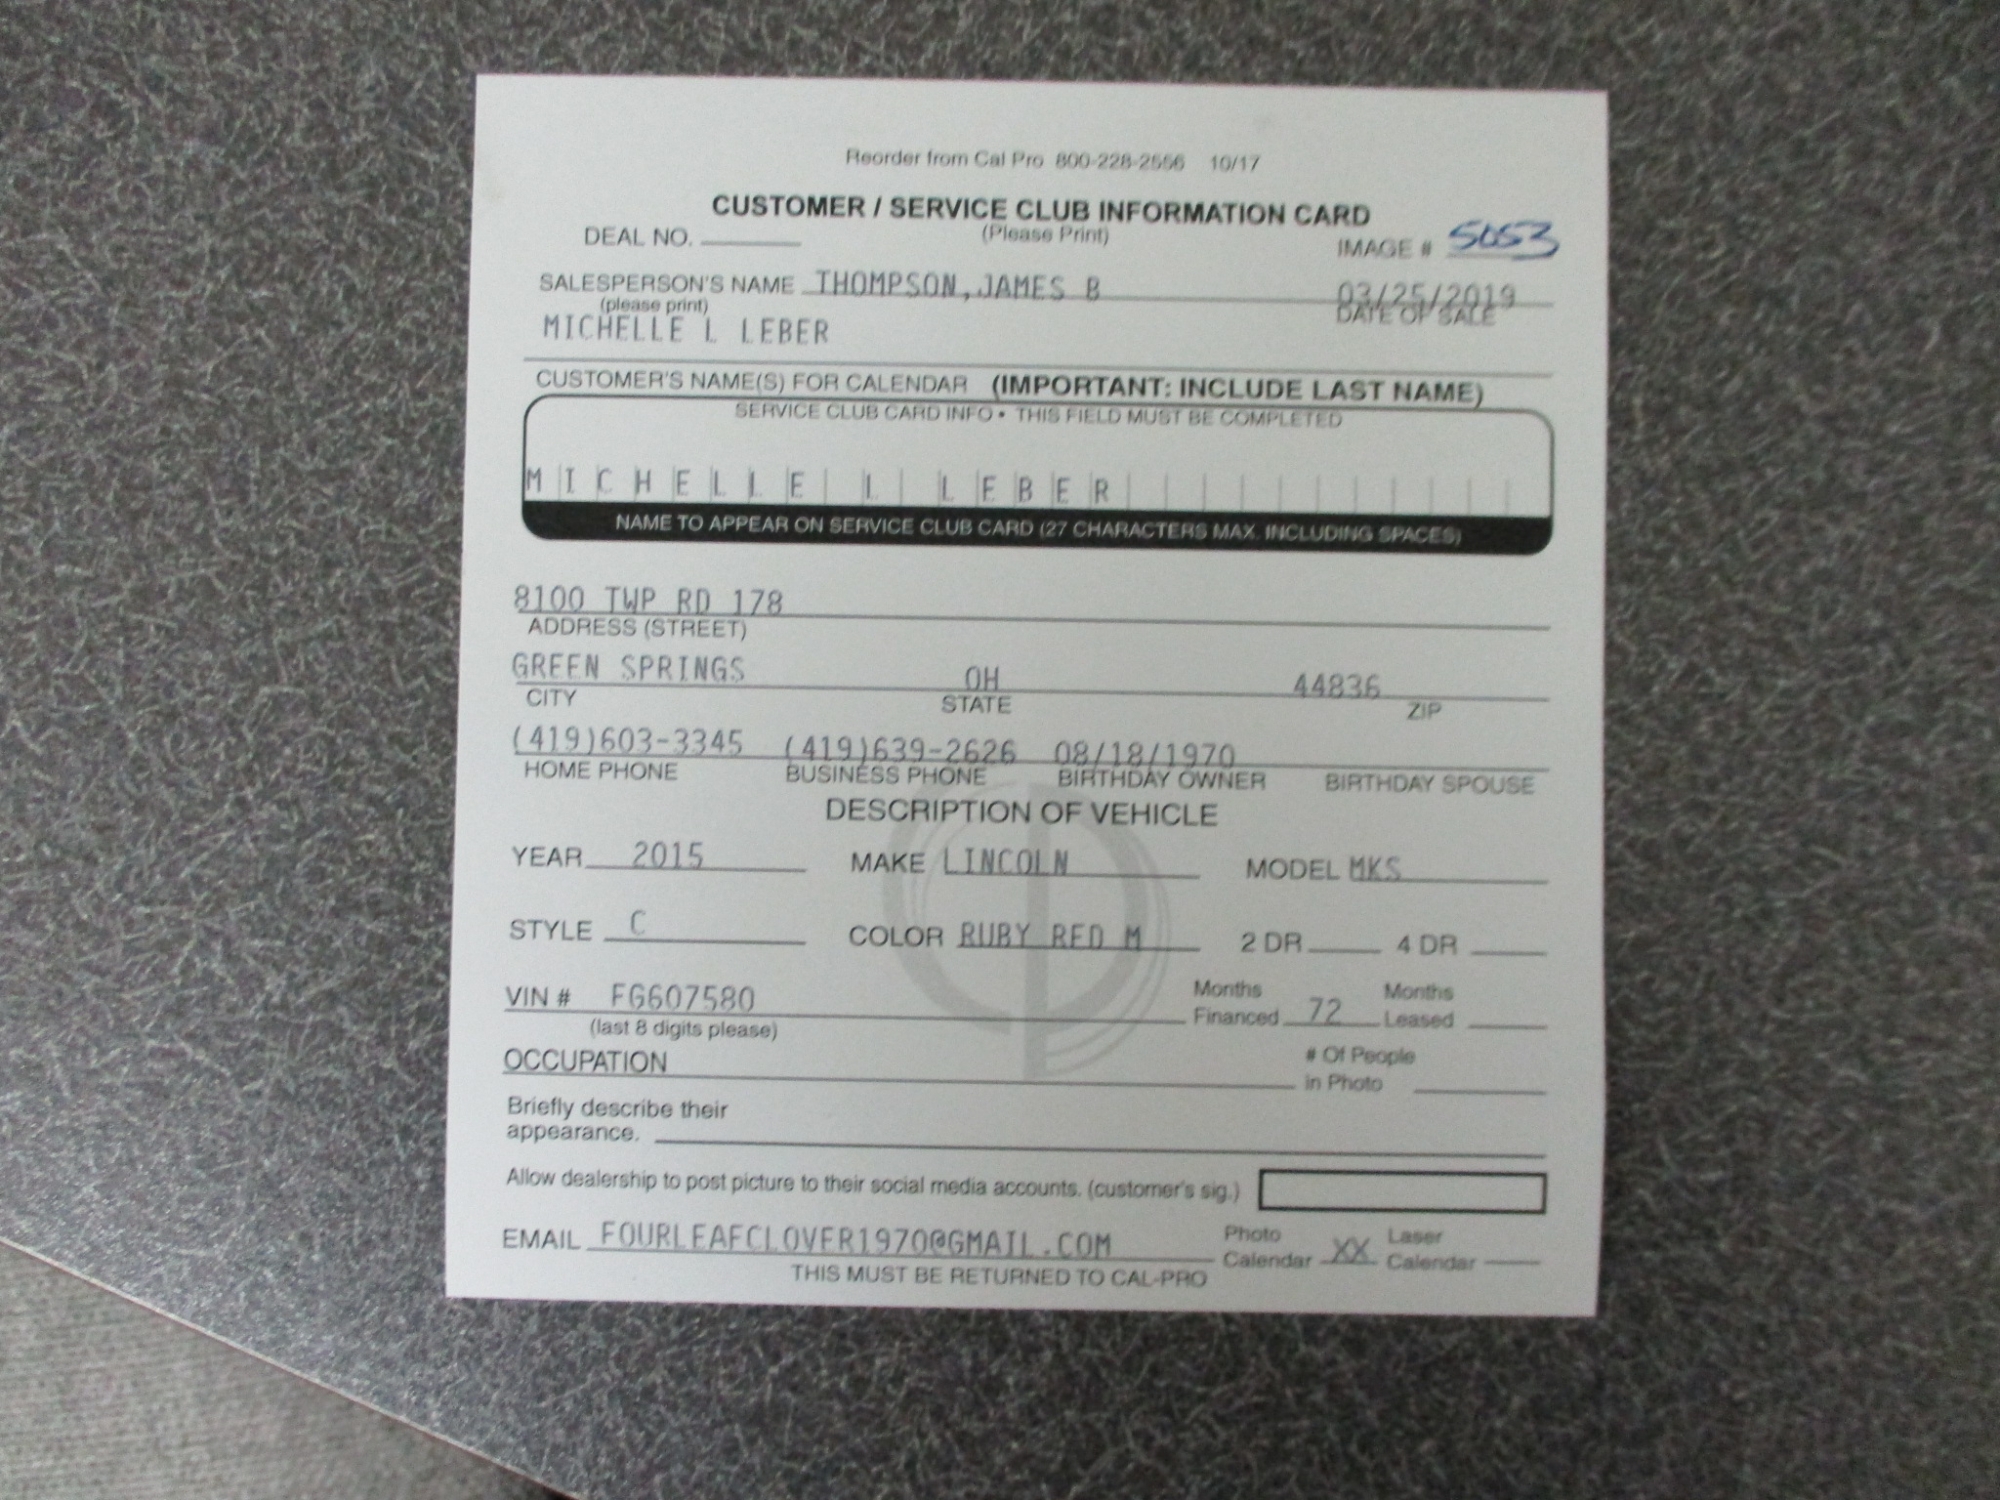 Reorder from Cal Pro 800-228-2556 10/17
CUSTOMER / SERVICE CLUB INFORMATION CARD
DEAL NO. (Please Print) IMAGE # 5053
SALESPERSON'S NAME THOMPSON,JAMES B 03/25/2019
(please print) DATE OF SALE
MICHELLE L LEBER
CUSTOMER'S NAME(S) FOR CALENDAR (IMPORTANT: INCLUDE LAST NAME)
SERVICE CLUB CARD INFO • THIS FIELD MUST BE COMPLETED
MICHELLE L LEBER
NAME TO APPEAR ON SERVICE CLUB CARD (27 CHARACTERS MAX. INCLUDING SPACES)
8100 TWP RD 178
ADDRESS (STREET)
GREEN SPRINGS OH 44836
CITY STATE ZIP
(419)603-3345 (419)639-2626 08/18/1970
HOME PHONE BUSINESS PHONE BIRTHDAY OWNER BIRTHDAY SPOUSE
DESCRIPTION OF VEHICLE
YEAR 2015 MAKE LINCOLN MODEL MKS
STYLE C COLOR RUBY RED M 2 DR 4 DR
VIN # FG607580 Months Financed 72 Months Leased
(last 8 digits please)
OCCUPATION # Of People in Photo
Briefly describe their
appearance.
Allow dealership to post picture to their social media accounts. (customer's sig.)
EMAIL FOURLEAFCLOVER1970@GMAIL.COM Photo Calendar XX Laser Calendar
THIS MUST BE RETURNED TO CAL-PRO